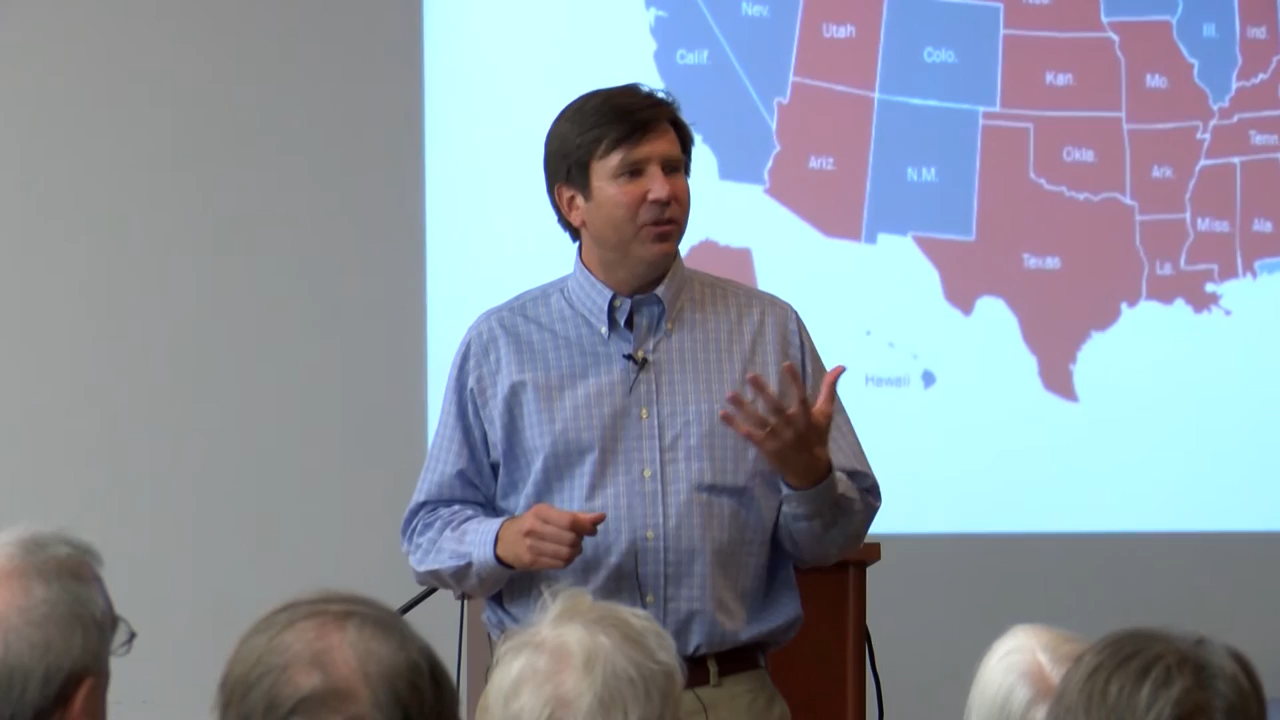 Nev.
Ill.
Ind.
Utah
Calif.
Colo.
Kan.
Mo.
Tenn
Okla.
Ariz.
Ark.
N.M.
Miss.
Ala
Texas
La.
Hawaii